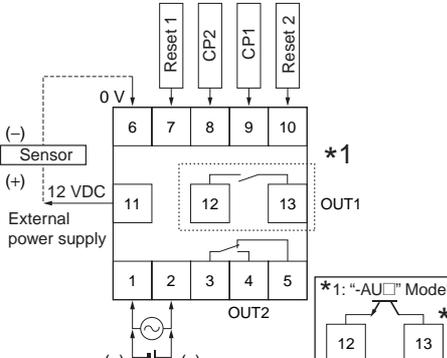 Reset 1
CP2
CP1
Reset 2
0 V
6 7 8 9 10
(–)
Sensor
(+)
*1
12 VDC
11 12 13 OUT1
External
power supply
1 2 3 4 5
OUT2
*1: "-AU□" Mode
*
12 13